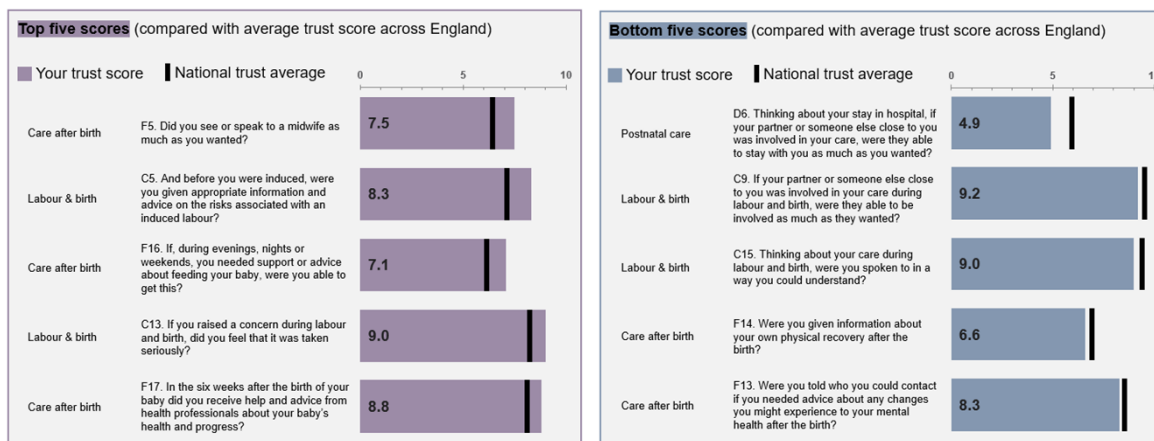 Top five scores (compared with average trust score across England)
Your trust score
National trust average
0
5
10
Care after birth
F5. Did you see or speak to a midwife as
much as you wanted?
7.5
Labour & birth
C5. And before you were induced, were
you given appropriate information and
advice on the risks associated with an
induced labour?
8.3
Care after birth
F16. If, during evenings, nights or
weekends, you needed support or advice
about feeding your baby, were you able to
get this?
7.1
Labour & birth
C13. If you raised a concern during labour
and birth, did you feel that it was taken
seriously?
9.0
Care after birth
F17. In the six weeks after the birth of your
baby did you receive help and advice from
health professionals about your baby's
health and progress?
8.8
Bottom five scores (compared with average trust score across England)
Your trust score
National trust average
0
5
10
Postnatal care
D6. Thinking about your stay in hospital, if
your partner or someone else close to you
was involved in your care, were they able
to stay with you as much as you wanted?
4.9
Labour & birth
C9. If your partner or someone else close
to you was involved in your care during
labour and birth, were they able to be
involved as much as they wanted?
9.2
Labour & birth
C15. Thinking about your care during
labour and birth, were you spoken to in a
way you could understand?
9.0
Care after birth
F14. Were you given information about
your own physical recovery after the
birth?
6.6
Care after birth
F13. Were you told who you could contact
if you needed advice about any changes
you might experience to your mental
health after the birth?
8.3